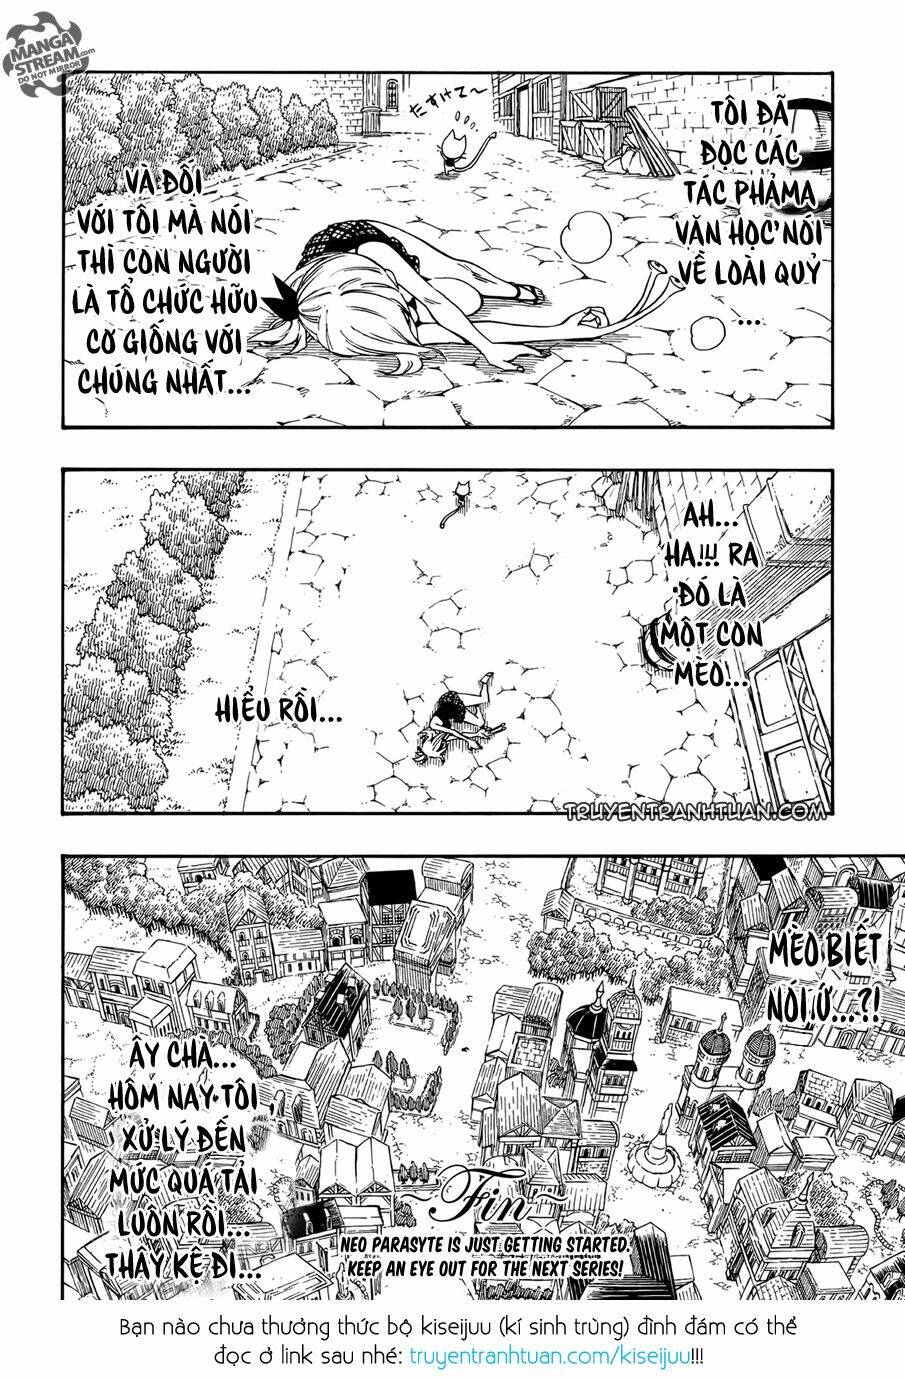 MANGA
STREAM.com
DO NOT MIRROR!
たすけて〜
TÔI ĐÃ
ĐỌC CÁC
TÁC PHẨMA
VĂN HỌC NÓI
VỀ LOÀI QUỶ
...
VÀ ĐỐI
VỚI TÔI MÀ NÓI
THÌ CON NGƯỜI
LÀ TỔ CHỨC HỮU
CƠ GIỐNG VỚI
CHÚNG NHẤT...
AH...
HA!!! RA
ĐÓ LÀ
MỘT CON
MÈO...
HIỂU RỒI...
TRUYENTRANHTUAN.COM
MÈO BIẾT
NÓI Ứ...?!
ÂY CHÀ...
HÔM NAY TÔI
XỬ LÝ ĐẾN
MỨC QUÁ TẢI
LUÔN RỒI...
THÂY KỆ ĐI...
~Fin~
NEO PARASYTE IS JUST GETTING STARTED.
KEEP AN EYE OUT FOR THE NEXT SERIES!
Bạn nào chưa thưởng thức bộ kiseijuu (kí sinh trùng) đình đám có thể
đọc ở link sau nhé: truyentranhtuan.com/kiseijuu!!!